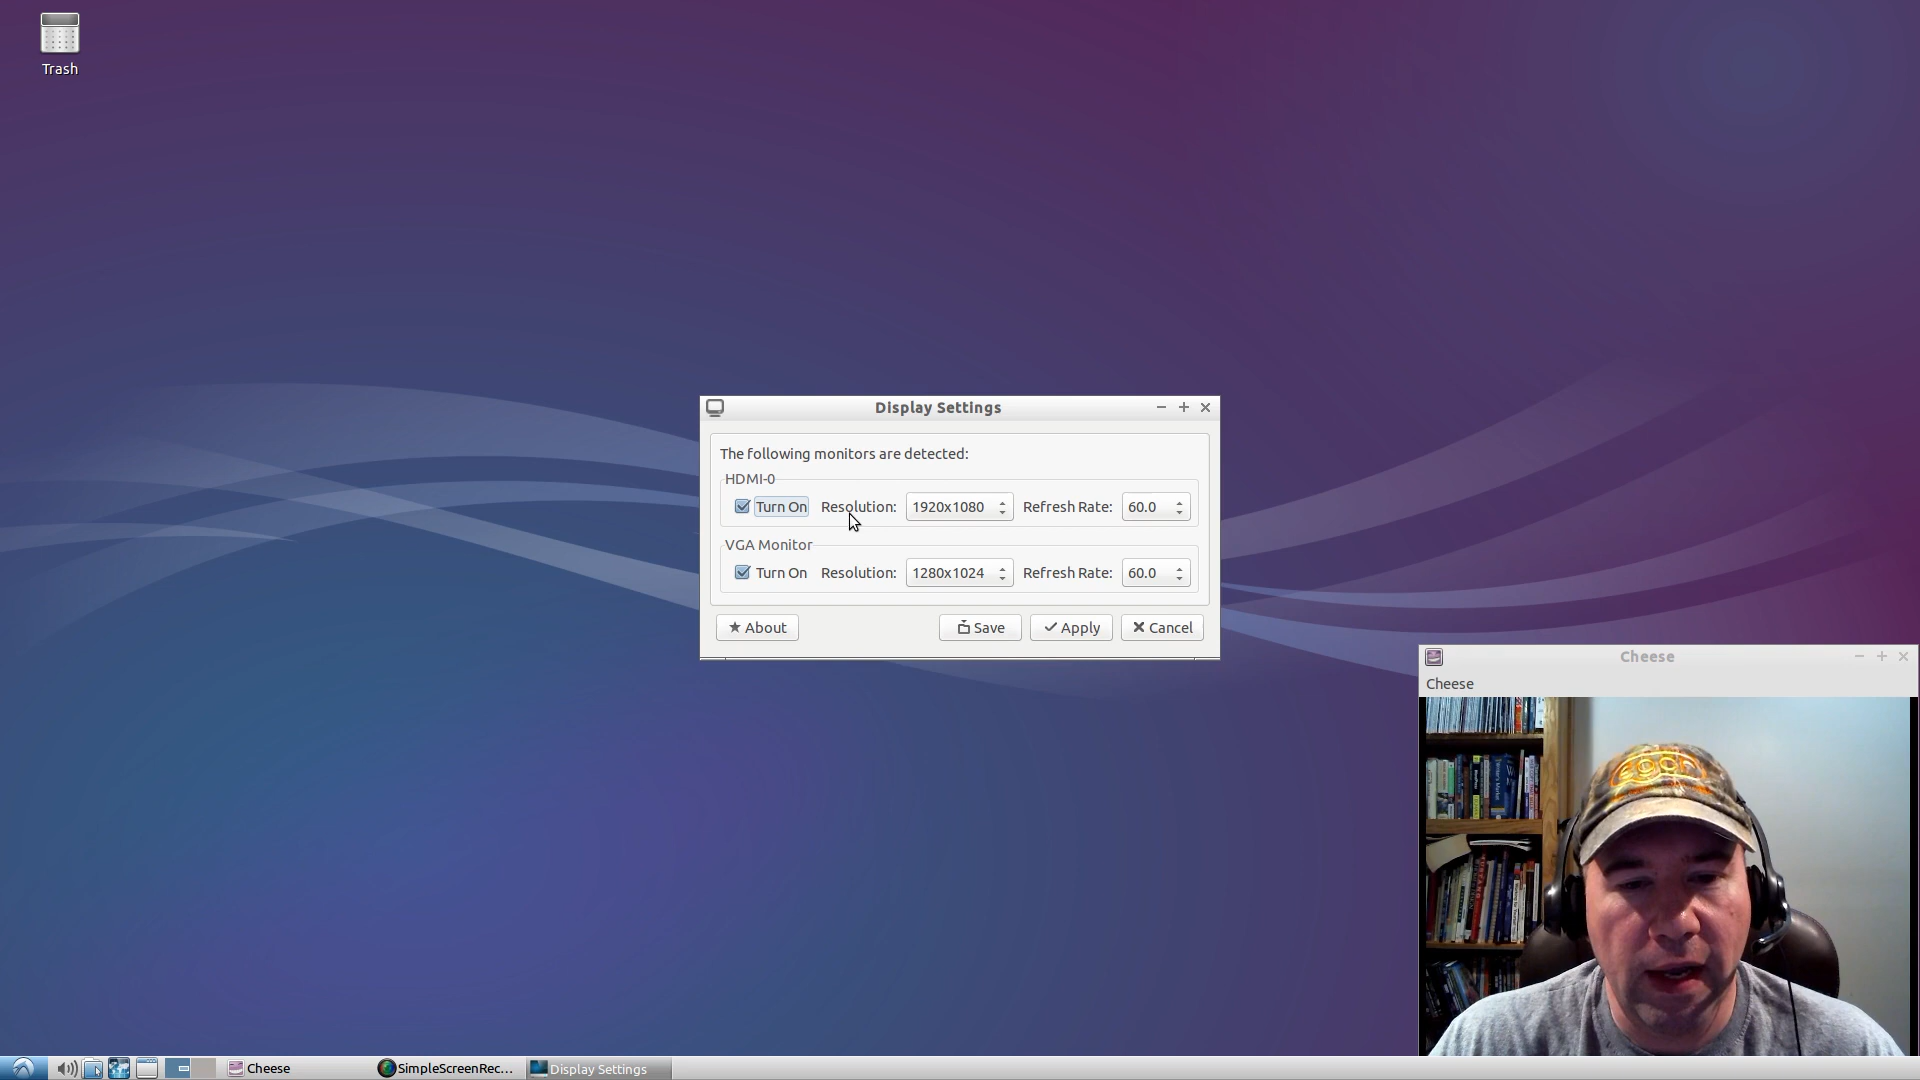 Trash
Display Settings
The following monitors are detected:
HDMI-0
Turn On Resolution: 1920x1080 Refresh Rate: 60.0
VGA Monitor
Turn On Resolution: 1280x1024 Refresh Rate: 60.0
About Save Apply Cancel
Cheese
Cheese
Cheese SimpleScreenRec... Display Settings